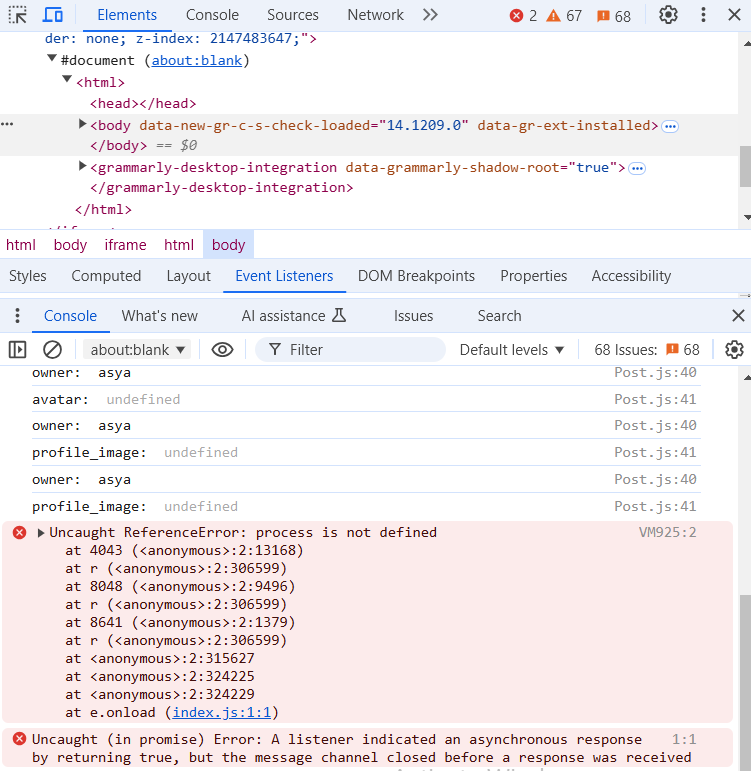 Elements Console Sources Network 2 67 68
der: none; z-index: 2147483647;">
#document (about:blank)
<html>
<head></head>
... <body data-new-gr-c-s-check-loaded="14.1209.0" data-gr-ext-installed> ...
</body> == $0
<grammarly-desktop-integration data-grammarly-shadow-root="true"> ...
</grammarly-desktop-integration>
</html>
html body iframe html body
Styles Computed Layout Event Listeners DOM Breakpoints Properties Accessibility
Console What's new AI assistance Issues Search
about:blank Filter Default levels 68 Issues: 68
owner: asya Post.js:40
avatar: undefined Post.js:41
owner: asya Post.js:40
profile_image: undefined Post.js:41
owner: asya Post.js:40
profile_image: undefined Post.js:41
Uncaught ReferenceError: process is not defined VM925:2
at 4043 (<anonymous>:2:13168)
at r (<anonymous>:2:306599)
at 8048 (<anonymous>:2:9496)
at r (<anonymous>:2:306599)
at 8641 (<anonymous>:2:1379)
at r (<anonymous>:2:306599)
at <anonymous>:2:315627
at <anonymous>:2:324225
at <anonymous>:2:324229
at e.onload (index.js:1:1)
Uncaught (in promise) Error: A listener indicated an asynchronous response 1:1
by returning true, but the message channel closed before a response was received